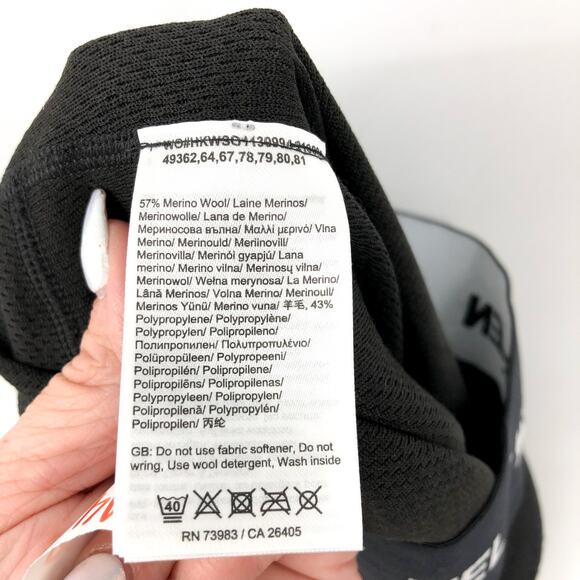 49362,64,67,78,79,80,81
57% Merino Wool/ Laine Merinos/
Merinowolle/ Lana de Merino/
Мериносова вълна/ Μαλλί μερινό/ Vlna
Merino/ Merinould/ Meriinovill/
Merinovilla/ Merinói gyapjú/ Lana
merino/ Merino vilna/ Merinosų vilna/
Merinowol/ Wełna merynosa/ La Merino/
Lână Merinos/ Volna Merino/ Merinoull/
Merinos Yünü/ Merino vuna/ 羊毛, 43%
Polypropylene/ Polypropylène/
Polypropylen/ Polipropileno/
Полипропилен/ Πολυπροπυλένιο/
Polüpropüleen/ Polypropeeni/
Polipropilén/ Polipropilene/
Polipropilēns/ Polipropilenas/
Polypropyleen/ Polipropylen/
Polipropilenă/ Polypropylén/
Polipropilen/ 丙纶
GB: Do not use fabric softener, Do not
wring, Use wool detergent, Wash inside
40
RN 73983 / CA 26405
EN
EL